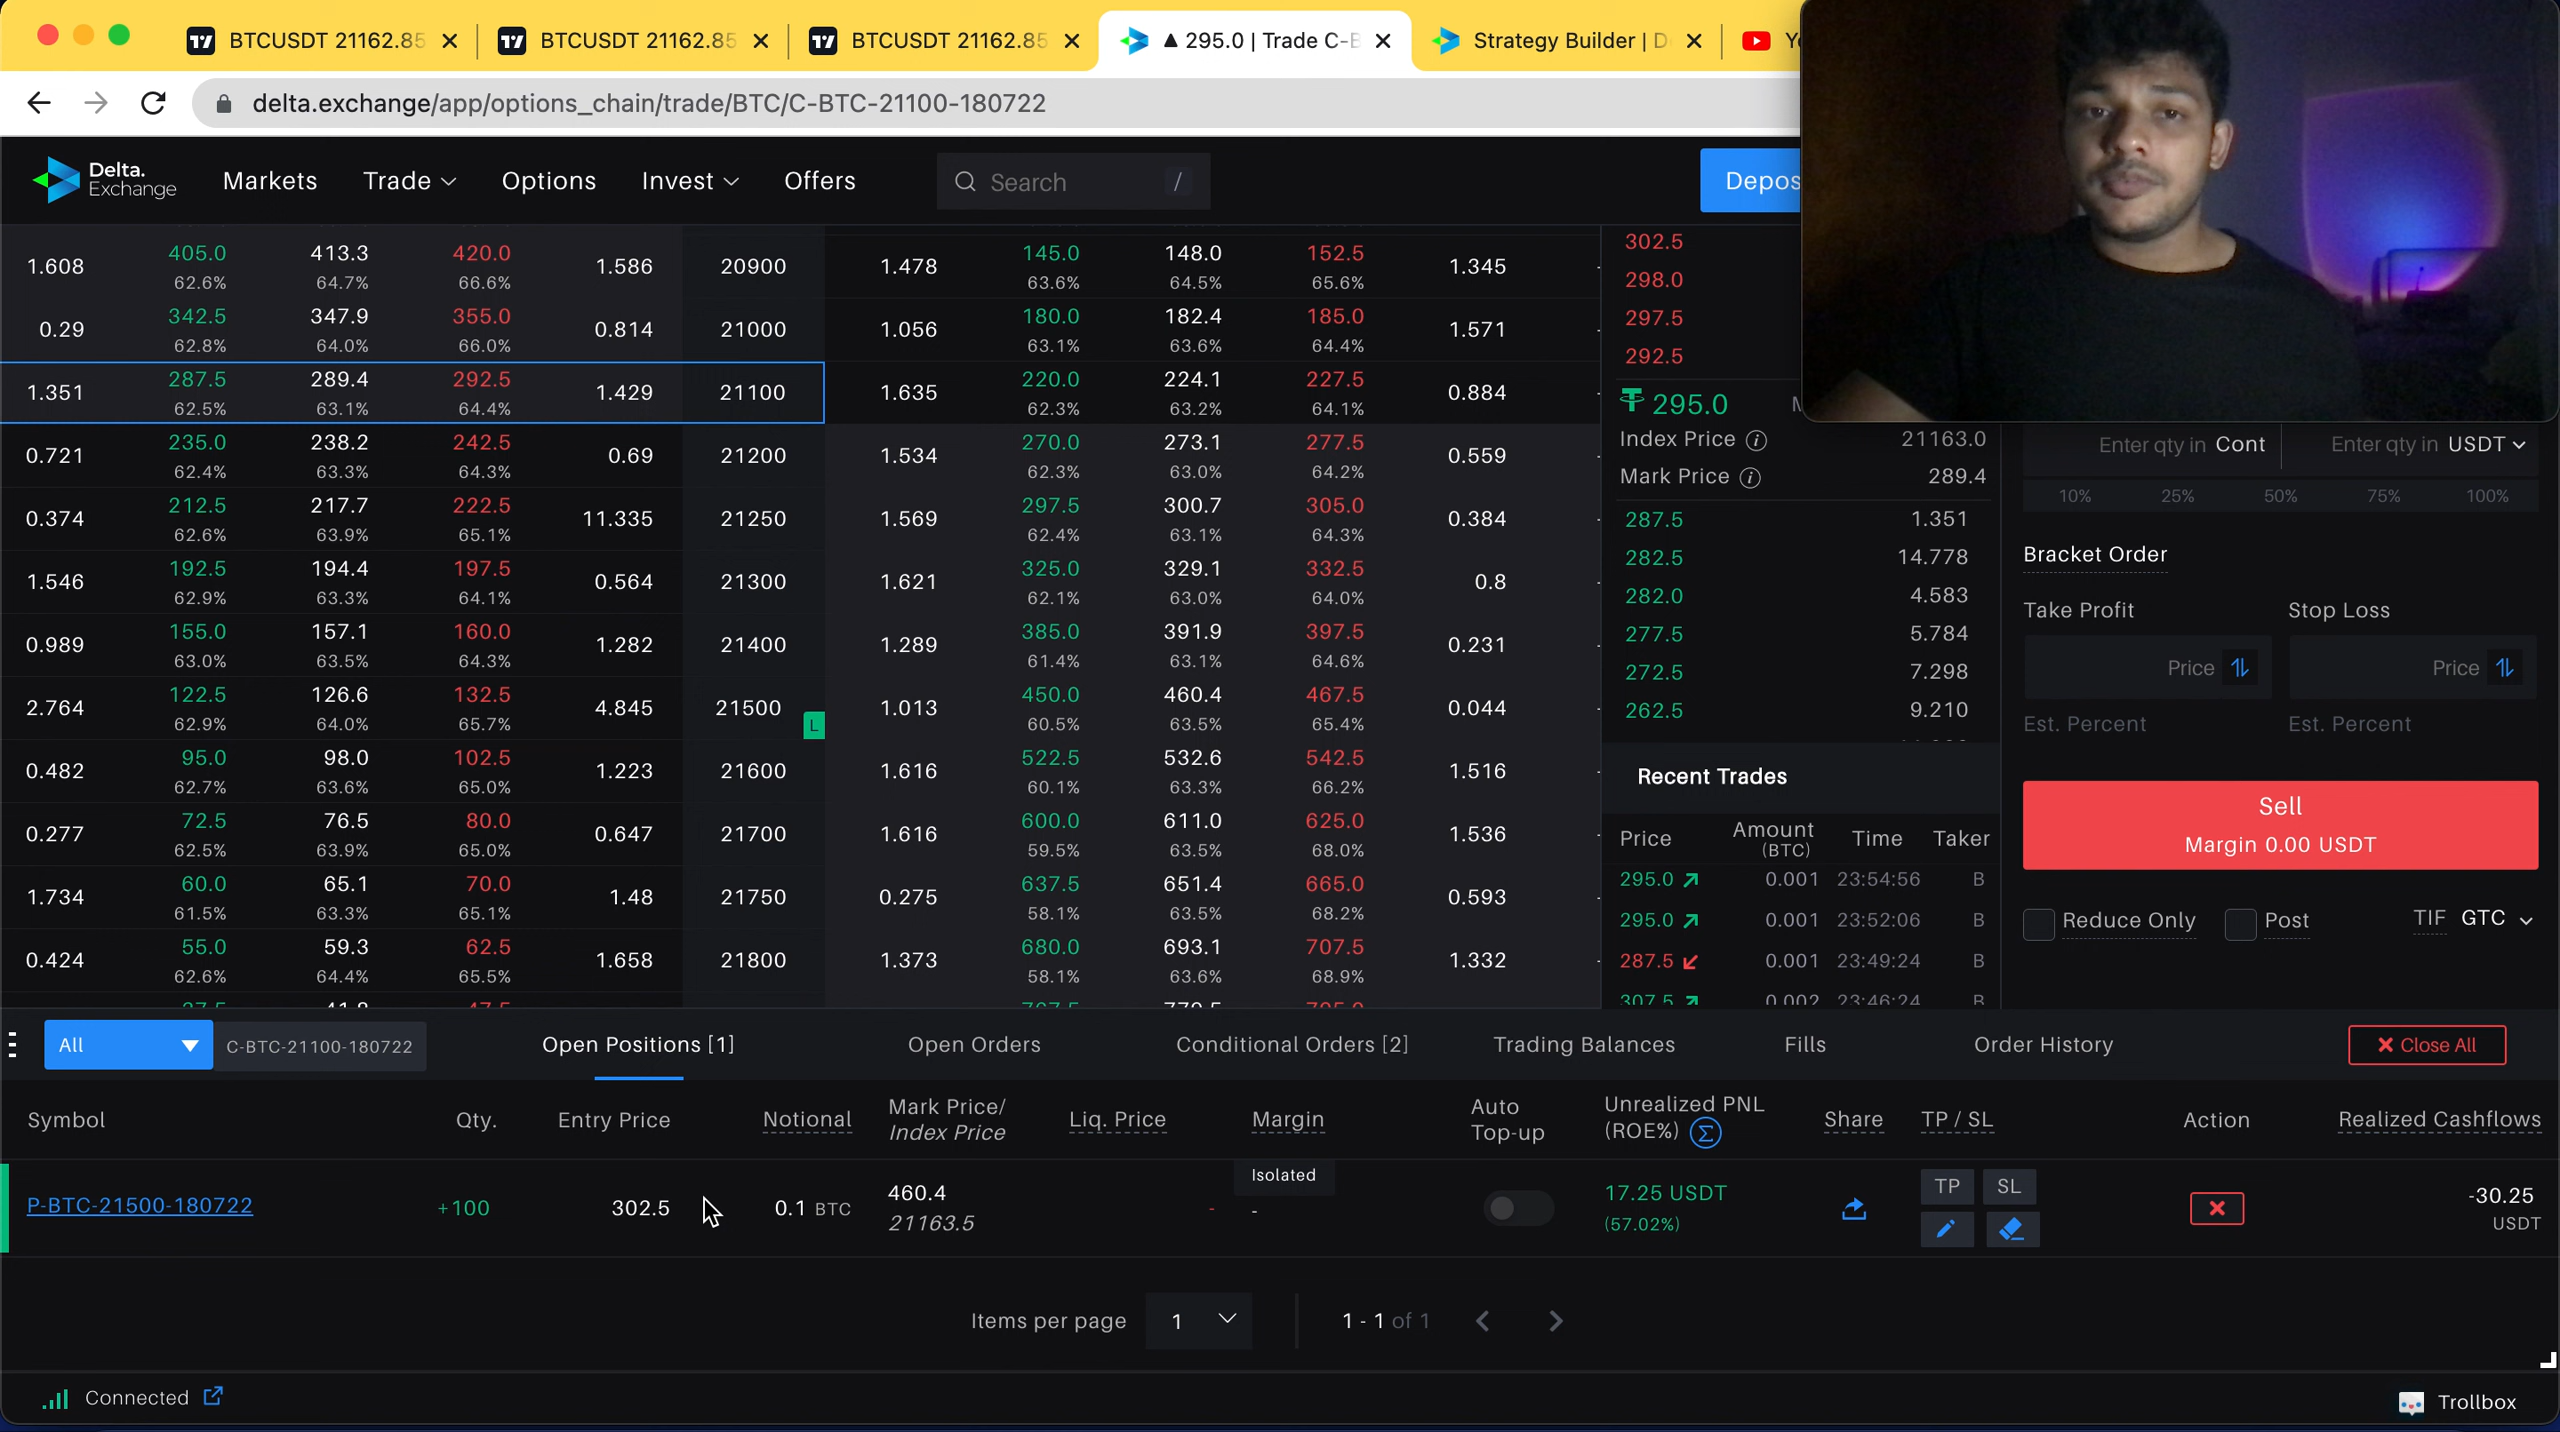 BTCUSDT 21162.85
BTCUSDT 21162.85
BTCUSDT 21162.85
▲ 295.0 | Trade C-B
Strategy Builder | D
delta.exchange/app/options_chain/trade/BTC/C-BTC-21100-180722
Delta. Exchange
Markets
Trade
Options
Invest
Offers
Search /
Depos
1.608 405.0 413.3 420.0 1.586 20900 1.478 145.0 148.0 152.5 1.345
62.6% 64.7% 66.6% 63.6% 64.5% 65.6%
0.29 342.5 347.9 355.0 0.814 21000 1.056 180.0 182.4 185.0 1.571
62.8% 64.0% 66.0% 63.1% 63.6% 64.4%
1.351 287.5 289.4 292.5 1.429 21100 1.635 220.0 224.1 227.5 0.884
62.5% 63.1% 64.4% 62.3% 63.2% 64.1%
0.721 235.0 238.2 242.5 0.69 21200 1.534 270.0 273.1 277.5 0.559
62.4% 63.3% 64.3% 62.3% 63.0% 64.2%
0.374 212.5 217.7 222.5 11.335 21250 1.569 297.5 300.7 305.0 0.384
62.6% 63.9% 65.1% 62.4% 63.1% 64.3%
1.546 192.5 194.4 197.5 0.564 21300 1.621 325.0 329.1 332.5 0.8
62.9% 63.3% 64.1% 62.1% 63.0% 64.0%
0.989 155.0 157.1 160.0 1.282 21400 1.289 385.0 391.9 397.5 0.231
63.0% 63.5% 64.3% 61.4% 63.1% 64.6%
2.764 122.5 126.6 132.5 4.845 21500 L 1.013 450.0 460.4 467.5 0.044
62.9% 64.0% 65.7% 60.5% 63.5% 65.4%
0.482 95.0 98.0 102.5 1.223 21600 1.616 522.5 532.6 542.5 1.516
62.7% 63.6% 65.0% 60.1% 63.3% 66.2%
0.277 72.5 76.5 80.0 0.647 21700 1.616 600.0 611.0 625.0 1.536
62.5% 63.9% 65.0% 59.5% 63.5% 68.0%
1.734 60.0 65.1 70.0 1.48 21750 0.275 637.5 651.4 665.0 0.593
61.5% 63.3% 65.1% 58.1% 63.5% 68.2%
0.424 55.0 59.3 62.5 1.658 21800 1.373 680.0 693.1 707.5 1.332
62.6% 64.4% 65.5% 58.1% 63.6% 68.9%
302.5
298.0
297.5
292.5
295.0
Index Price 21163.0
Mark Price 289.4
287.5 1.351
282.5 14.778
282.0 4.583
277.5 5.784
272.5 7.298
262.5 9.210
Recent Trades
Price Amount (BTC) Time Taker
295.0 0.001 23:54:56 B
295.0 0.001 23:52:06 B
287.5 0.001 23:49:24 B
307.5 0.002 23:46:24 B
Enter qty in Cont Enter qty in USDT
10% 25% 50% 75% 100%
Bracket Order
Take Profit Stop Loss
Price Price
Est. Percent Est. Percent
Sell
Margin 0.00 USDT
Reduce Only Post TIF GTC
All C-BTC-21100-180722 Open Positions [1] Open Orders Conditional Orders [2] Trading Balances Fills Order History Close All
Symbol Qty. Entry Price Notional Mark Price/ Index Price Liq. Price Margin Auto Top-up Unrealized PNL (ROE%) Share TP / SL Action Realized Cashflows
P-BTC-21500-180722 +100 302.5 0.1 BTC 460.4 21163.5 - Isolated - 17.25 USDT (57.02%) TP SL -30.25 USDT
Items per page 1 1 - 1 of 1
Connected
Trollbox